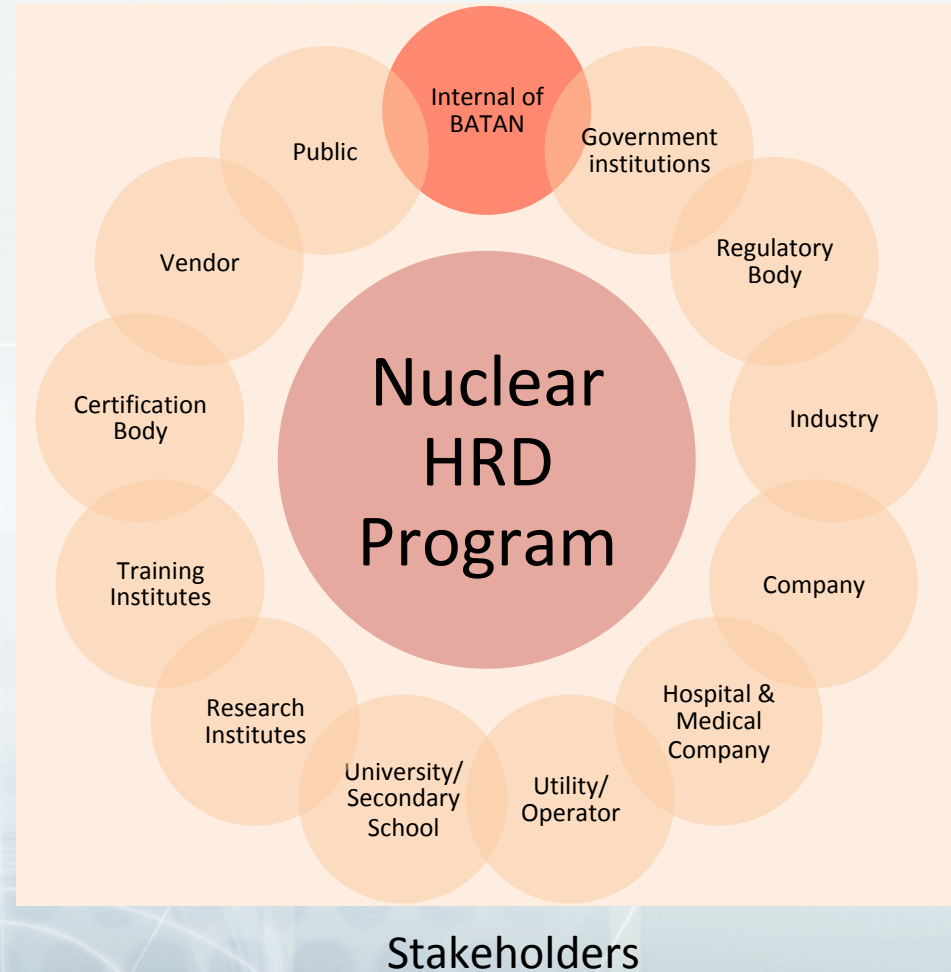 Internal of
BATAN
Government
institutions
Regulatory
Body
Industry
Company
Hospital &
Medical
Company
Utility/
Operator
University/
Secondary
School
Research
Institutes
Training
Institutes
Certification
Body
Vendor
Public
Nuclear
HRD
Program
Stakeholders